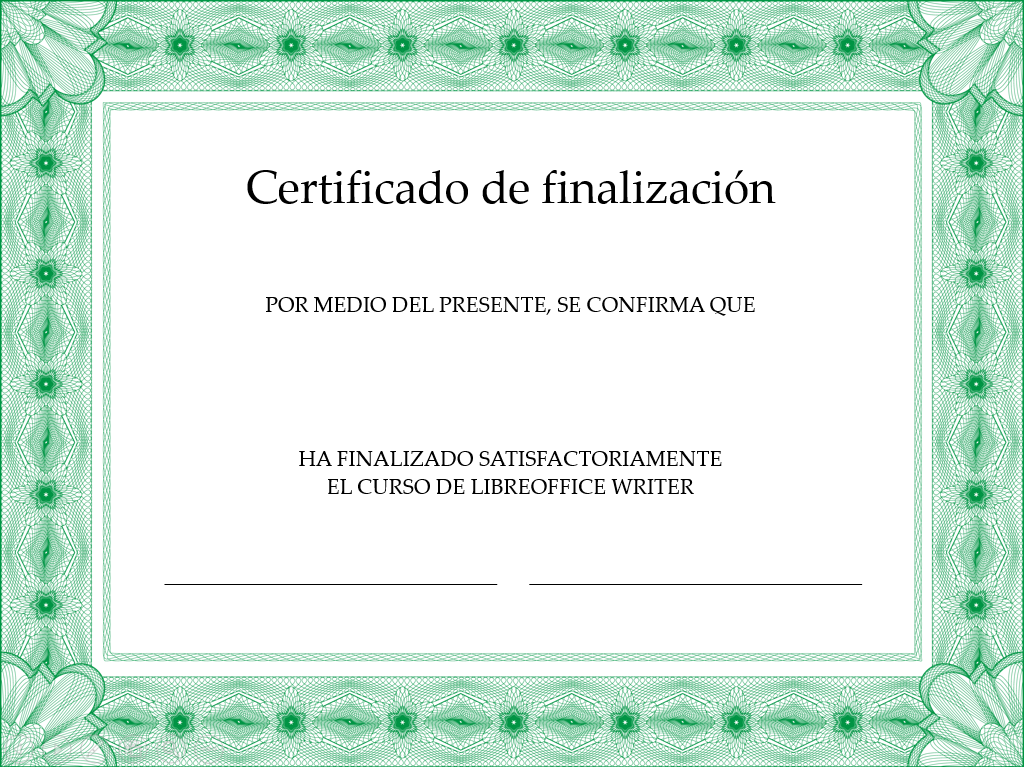 Certificado de finalización
POR MEDIO DEL PRESENTE, SE CONFIRMA QUE
HA FINALIZADO SATISFACTORIAMENTE
EL CURSO DE LIBREOFFICE WRITER